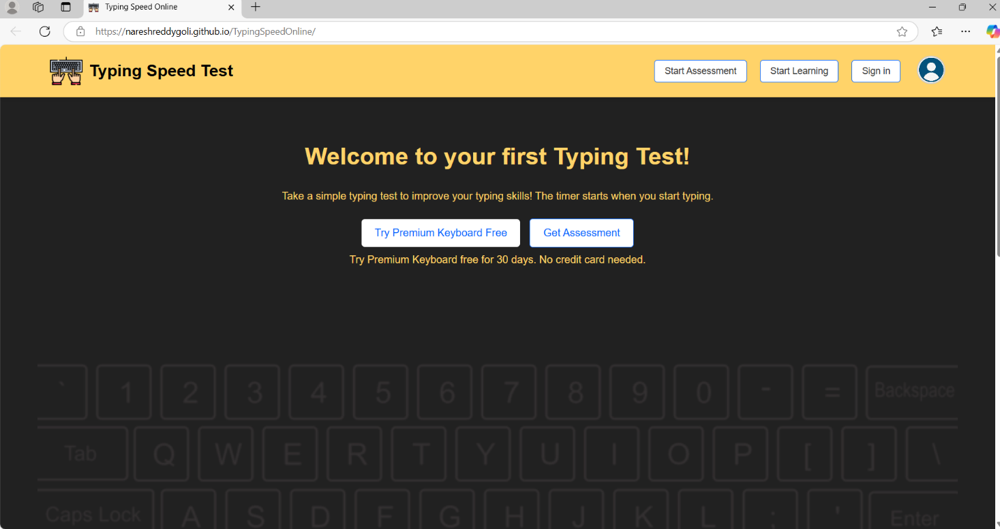 Typing Speed Online
https://nareshreddygoli.github.io/TypingSpeedOnline/
Typing Speed Test
Start Assessment
Start Learning
Sign in
Welcome to your first Typing Test!
Take a simple typing test to improve your typing skills! The timer starts when you start typing.
Try Premium Keyboard Free
Get Assessment
Try Premium Keyboard free for 30 days. No credit card needed.
` 1 2 3 4 5 6 7 8 9 0 - = Backspace
Tab Q W E R T Y U I O P [ ] \
Caps Lock A S D F G H J K L ; ' Enter